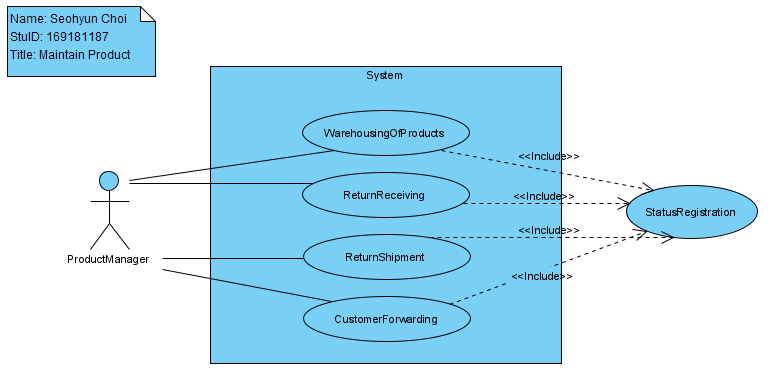 Name: Seohyun Choi
StuID: 169181187
Title: Maintain Product
System
WarehousingOfProducts
<<Include>>
ReturnReceiving
<<Include>>
StatusRegistration
<<Include>>
ProductManager
ReturnShipment
<<Include>>
CustomerForwarding